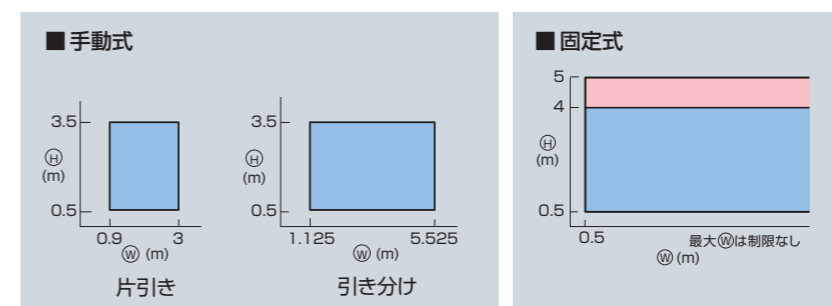 ■手動式
3.5
Ⓗ
(m)
0.5
0.9 3
Ⓦ (m)
片引き
3.5
Ⓗ
(m)
0.5
1.125 5.525
Ⓦ (m)
引き分け
■固定式
5
4
Ⓗ
(m)
0.5
0.5 最大Ⓦは制限なし
Ⓦ (m)